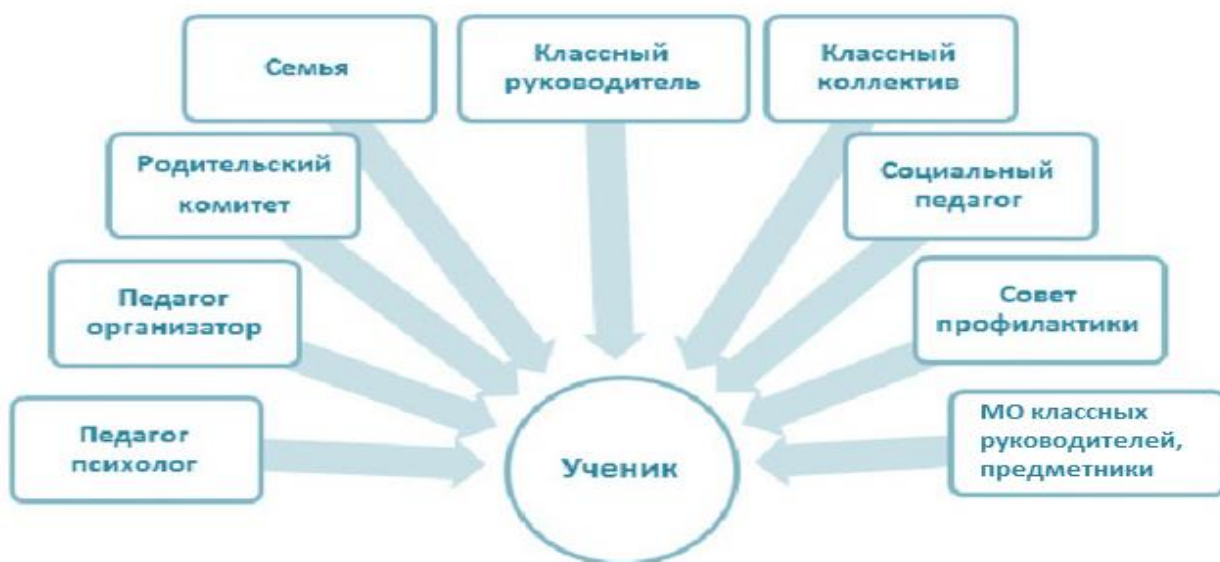 Семья
Классный
руководитель
Классный
коллектив
Родительский
комитет
Социальный
педагог
Педагог
организатор
Совет
профилактики
Педагог
психолог
МО классных
руководителей,
предметники
Ученик